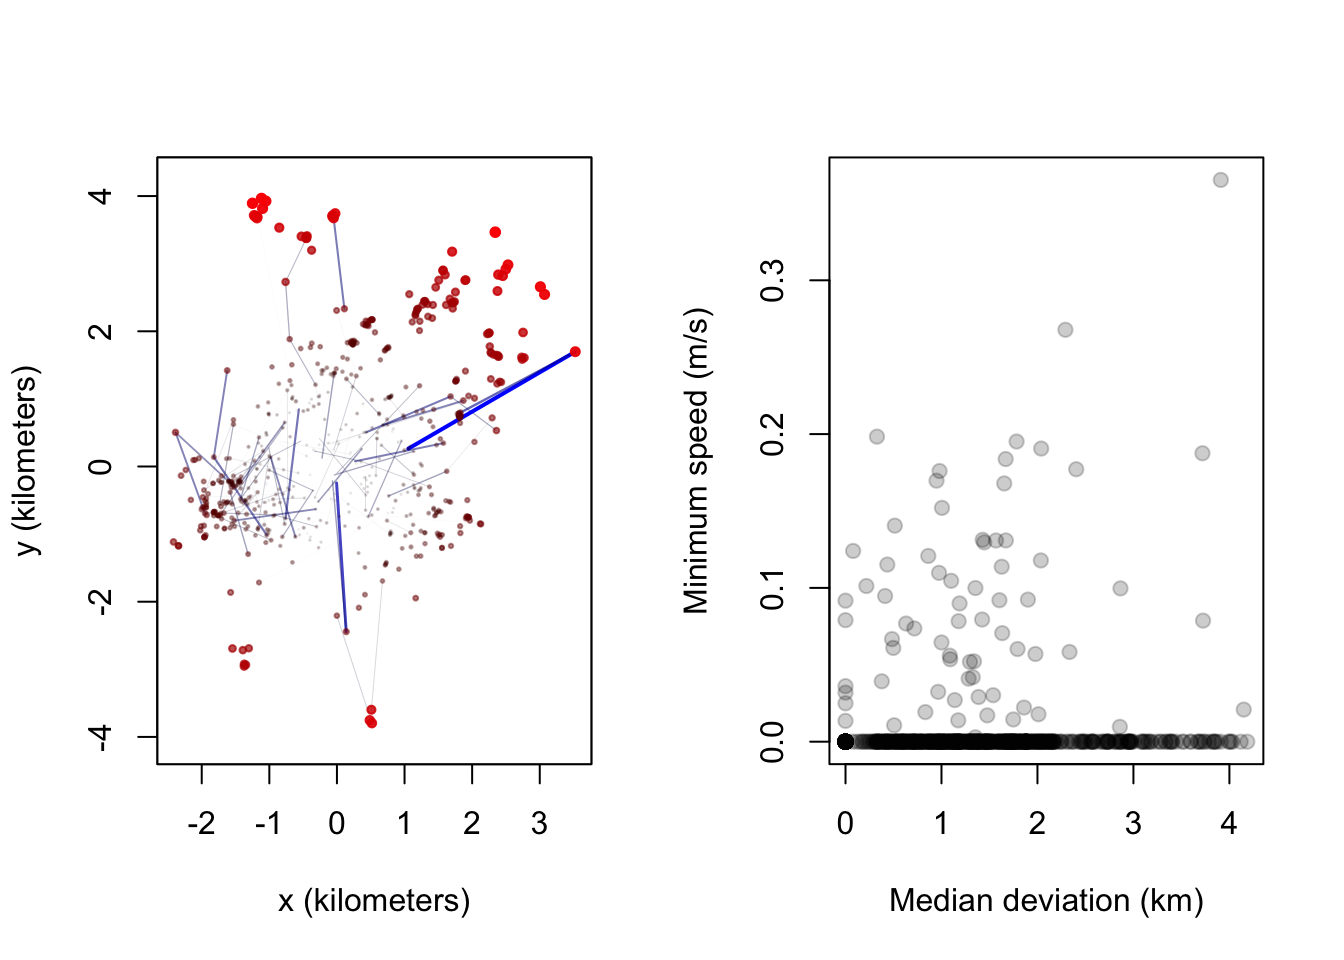 y (kilometers)
4
2
0
-2
-4
-2 -1 0 1 2 3
x (kilometers)
Minimum speed (m/s)
0.3
0.2
0.1
0.0
0 1 2 3 4
Median deviation (km)